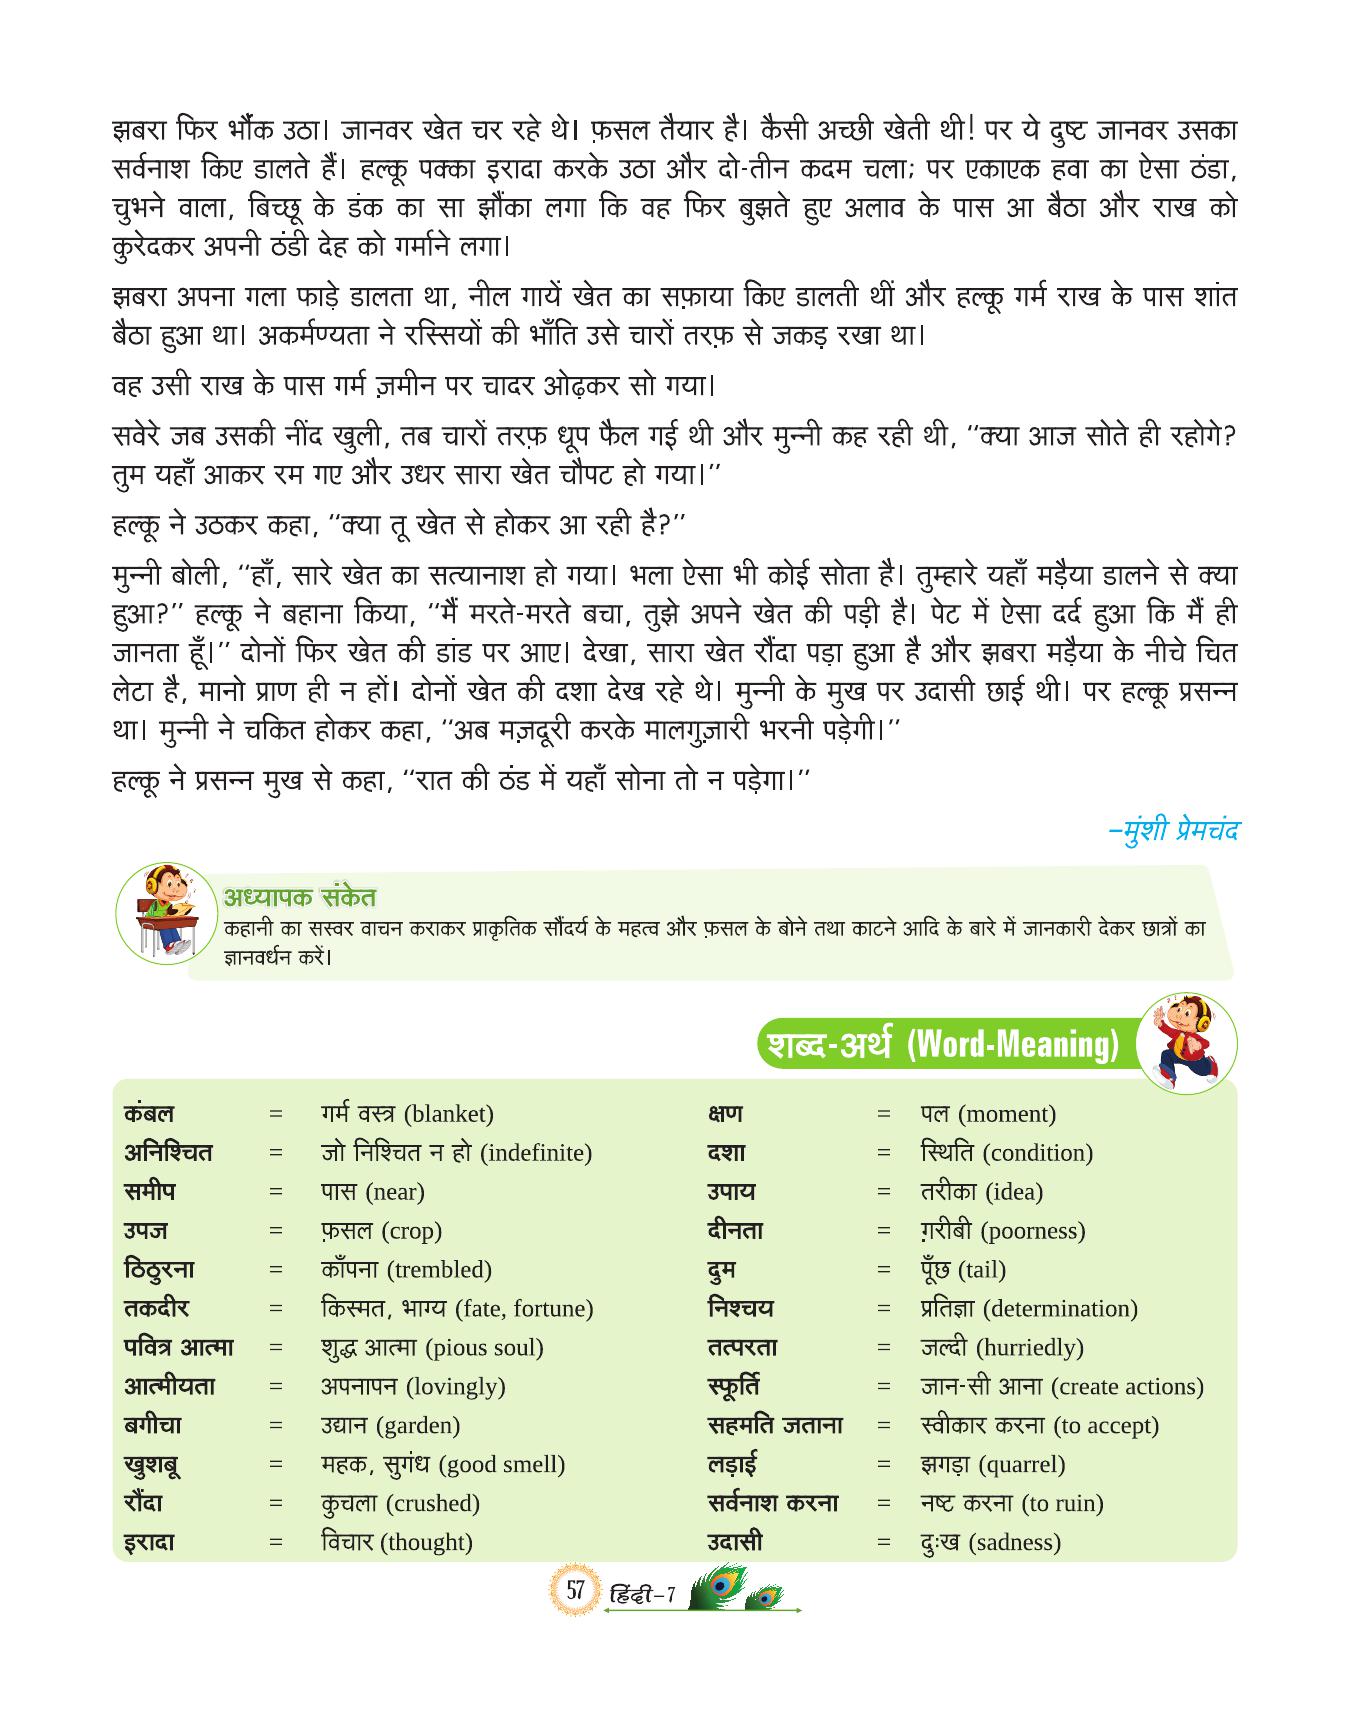 झबरा फिर भौंक उठा। जानवर खेत चर रहे थे। फ़सल तैयार है। कैसी अच्छी खेती थी! पर ये दुष्ट जानवर उसका
सर्वनाश किए डालते हैं। हल्कू पक्का इरादा करके उठा और दो-तीन कदम चला; पर एकाएक हवा का ऐसा ठंडा,
चुभने वाला, बिच्छू के डंक का सा झौंका लगा कि वह फिर बुझते हुए अलाव के पास आ बैठा और राख को
कुरेदकर अपनी ठंडी देह को गर्माने लगा।
झबरा अपना गला फाड़े डालता था, नील गायें खेत का सफ़ाया किए डालती थीं और हल्कू गर्म राख के पास शांत
बैठा हुआ था। अकर्मण्यता ने रस्सियों की भाँति उसे चारों तरफ़ से जकड़ रखा था।
वह उसी राख के पास गर्म ज़मीन पर चादर ओढ़कर सो गया।
सवेरे जब उसकी नींद खुली, तब चारों तरफ़ धूप फैल गई थी और मुन्नी कह रही थी, ‘‘क्या आज सोते ही रहोगे?
तुम यहाँ आकर रम गए और उधर सारा खेत चौपट हो गया।’’
हल्कू ने उठकर कहा, ‘‘क्या तू खेत से होकर आ रही है?’’
मुन्नी बोली, ‘‘हाँ, सारे खेत का सत्यानाश हो गया। भला ऐसा भी कोई सोता है। तुम्हारे यहाँ मड़ैया डालने से क्या
हुआ?’’ हल्कू ने बहाना किया, ‘‘मैं मरते-मरते बचा, तुझे अपने खेत की पड़ी है। पेट में ऐसा दर्द हुआ कि मैं ही
जानता हूँ।’’ दोनों फिर खेत की डांड पर आए। देखा, सारा खेत रौंदा पड़ा हुआ है और झबरा मड़ैया के नीचे चित
लेटा है, मानो प्राण ही न हों। दोनों खेत की दशा देख रहे थे। मुन्नी के मुख पर उदासी छाई थी। पर हल्कू प्रसन्न
था। मुन्नी ने चकित होकर कहा, ‘‘अब मज़दूरी करके मालगुज़ारी भरनी पड़ेगी।’’
हल्कू ने प्रसन्न मुख से कहा, ‘‘रात की ठंड में यहाँ सोना तो न पड़ेगा।’’
–मुंशी प्रेमचंद
अध्यापक संकेत
कहानी का सस्वर वाचन कराकर प्राकृतिक सौंदर्य के महत्व और फ़सल के बोने तथा काटने आदि के बारे में जानकारी देकर छात्रों का
ज्ञानवर्धन करें।
शब्द-अर्थ (Word-Meaning)
कंबल = गर्म वस्त्र (blanket) क्षण = पल (moment)
अनिश्चित = जो निश्चित न हो (indefinite) दशा = स्थिति (condition)
समीप = पास (near) उपाय = तरीका (idea)
उपज = फ़सल (crop) दीनता = ग़रीबी (poorness)
ठिठुरना = काँपना (trembled) दुम = पूँछ (tail)
तकदीर = किस्मत, भाग्य (fate, fortune) निश्चय = प्रतिज्ञा (determination)
पवित्र आत्मा = शुद्ध आत्मा (pious soul) तत्परता = जल्दी (hurriedly)
आत्मीयता = अपनापन (lovingly) स्फूर्ति = जान-सी आना (create actions)
बगीचा = उद्यान (garden) सहमति जताना = स्वीकार करना (to accept)
खुशबू = महक, सुगंध (good smell) लड़ाई = झगड़ा (quarrel)
रौंदा = कुचला (crushed) सर्वनाश करना = नष्ट करना (to ruin)
इरादा = विचार (thought) उदासी = दुःख (sadness)
57 हिंदी–7